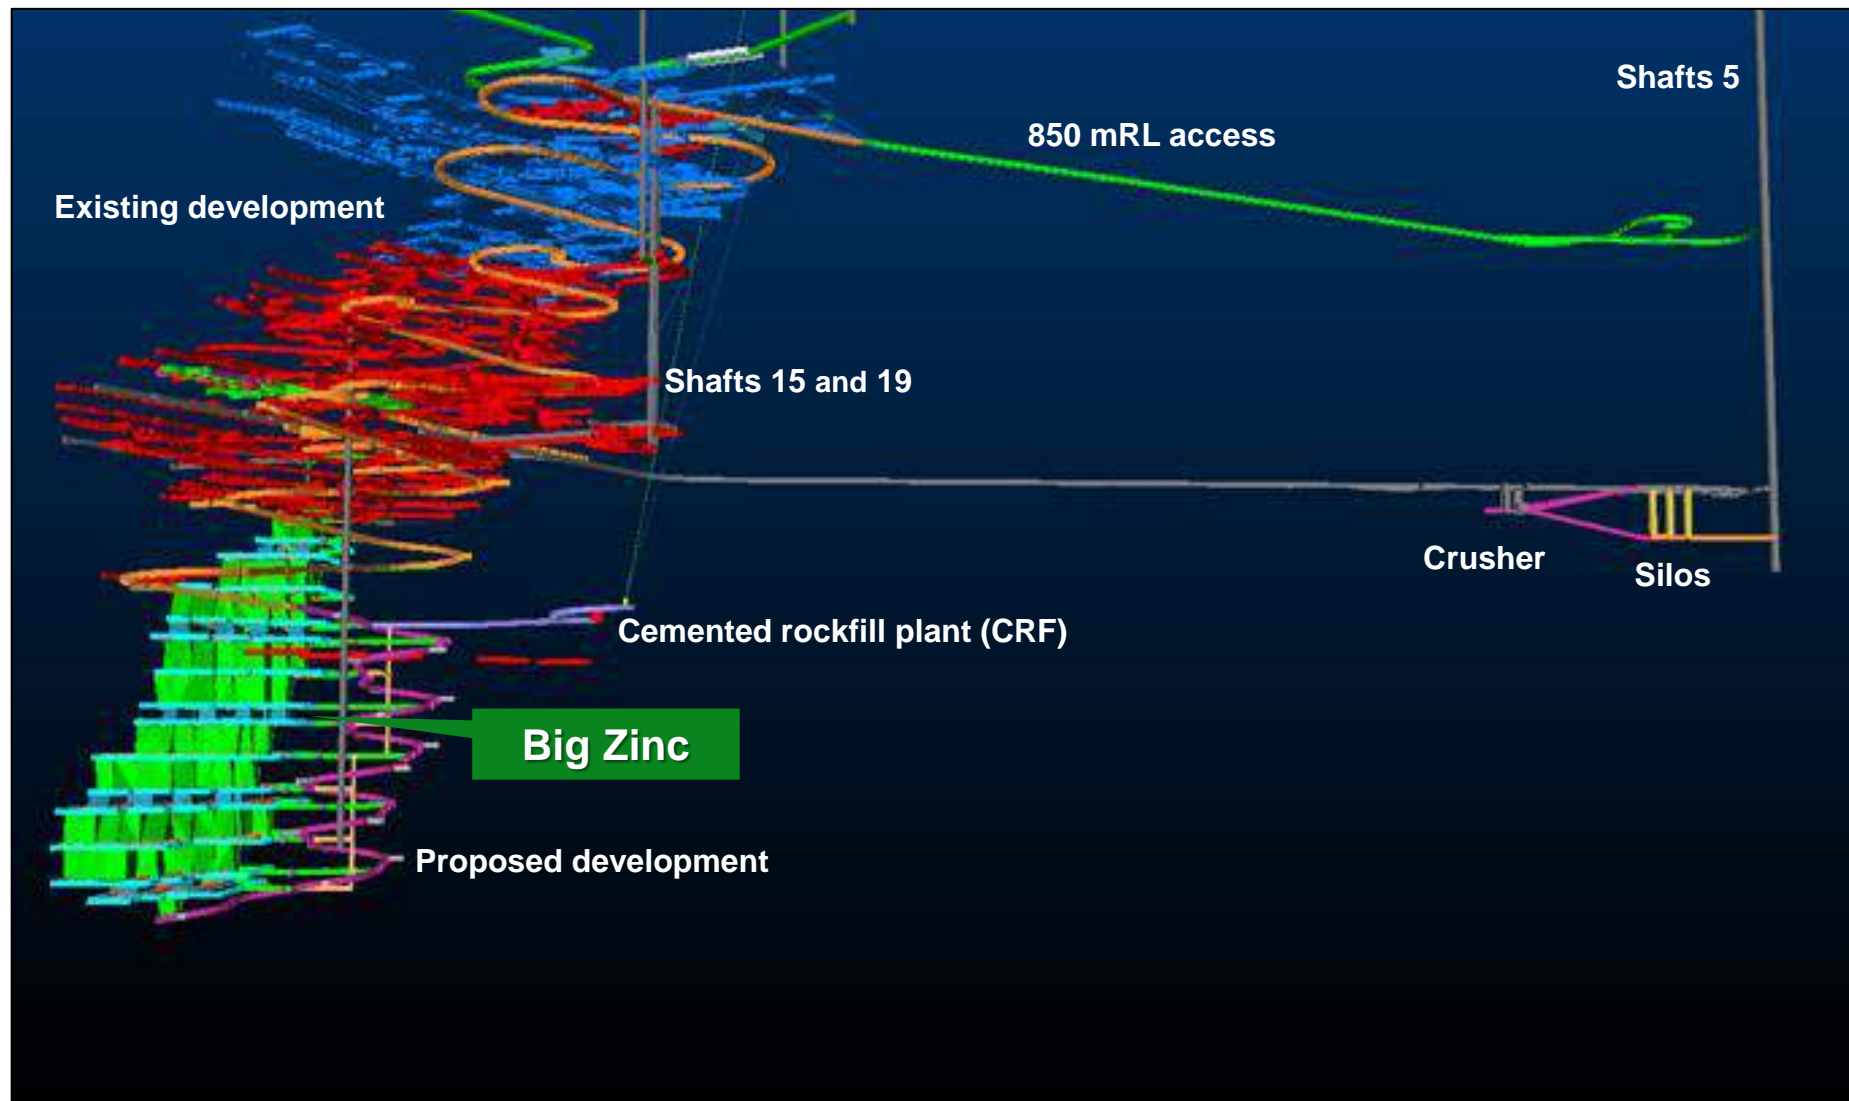 Shafts 5
850 mRL access
Existing development
Shafts 15 and 19
Crusher
Silos
Cemented rockfill plant (CRF)
Big Zinc
Proposed development